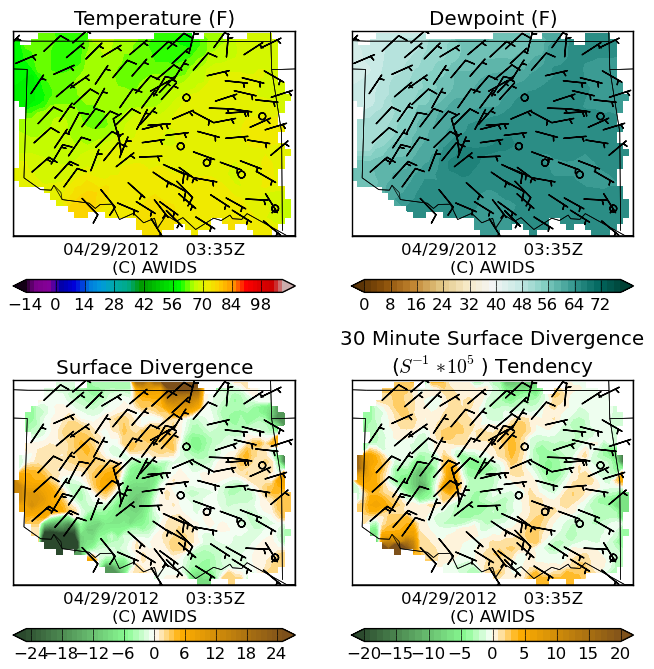 Temperature (F)
Dewpoint (F)
04/29/2012 03:35Z
(C) AWIDS
04/29/2012 03:35Z
(C) AWIDS
−14 0 14 28 42 56 70 84 98
0 8 16 24 32 40 48 56 64 72
Surface Divergence
30 Minute Surface Divergence
(S⁻¹ *10⁵ ) Tendency
04/29/2012 03:35Z
(C) AWIDS
04/29/2012 03:35Z
(C) AWIDS
−24 −18 −12 −6 0 6 12 18 24
−20 −15 −10 −5 0 5 10 15 20